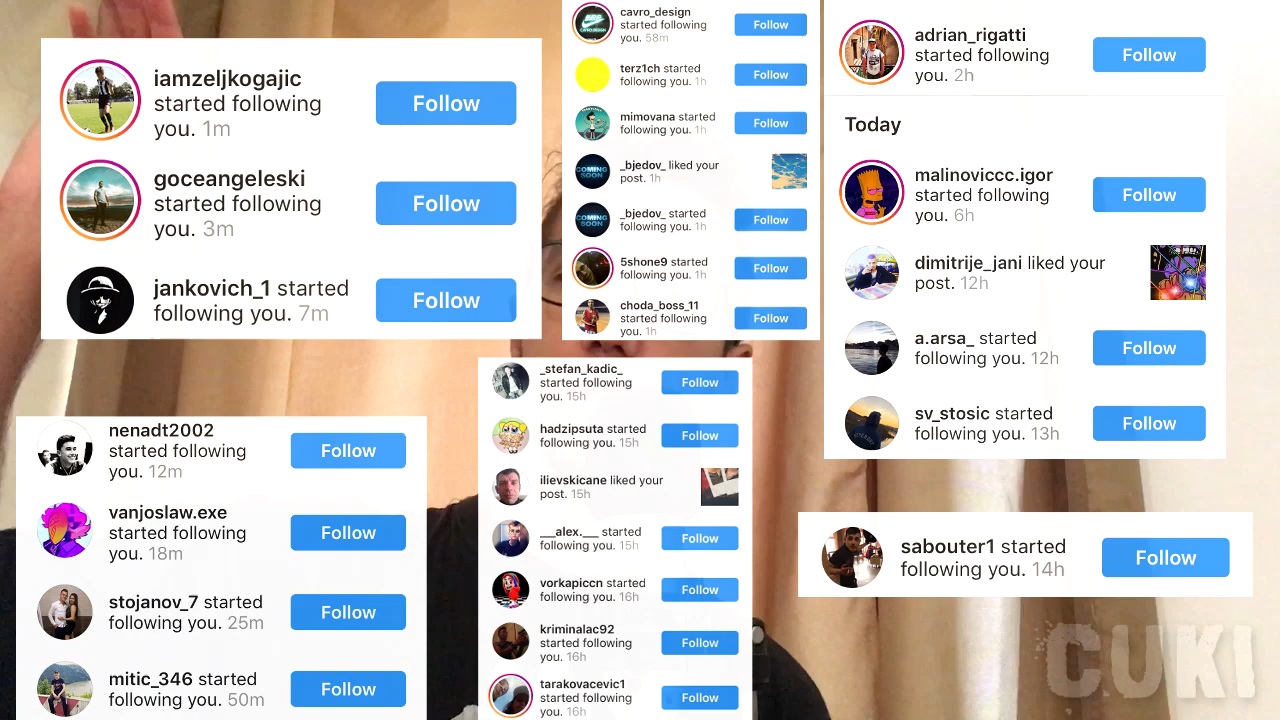 iamzeljkogajic
started following
you. 1m
Follow
goceangeleski
started following
you. 3m
Follow
jankovich_1 started
following you. 7m
Follow
cavro_design
started following
you. 58m
Follow
terz1ch started
following you. 1h
Follow
mimovana started
following you. 1h
Follow
COMING
SOON
_bjedov_ liked your
post. 1h
COMING
SOON
_bjedov_ started
following you. 1h
Follow
5shone9 started
following you. 1h
Follow
choda_boss_11
started following
you. 1h
Follow
adrian_rigatti
started following
you. 2h
Follow
Today
malinoviccc.igor
started following
you. 6h
Follow
dimitrije_jani liked your
post. 12h
a.arsa_ started
following you. 12h
Follow
sv_stosic started
following you. 13h
Follow
nenadt2002
started following
you. 12m
Follow
vanjoslaw.exe
started following
you. 18m
Follow
stojanov_7 started
following you. 25m
Follow
mitic_346 started
following you. 50m
Follow
_stefan_kadic_
started following
you. 15h
Follow
hadzipsuta started
following you. 15h
Follow
ilievskicane liked your
post. 15h
___alex.___ started
following you. 15h
Follow
vorkapiccn started
following you. 16h
Follow
kriminalac92
started following
you. 16h
Follow
tarakovacevic1
started following
you. 16h
Follow
sabouter1 started
following you. 14h
Follow
CUKI